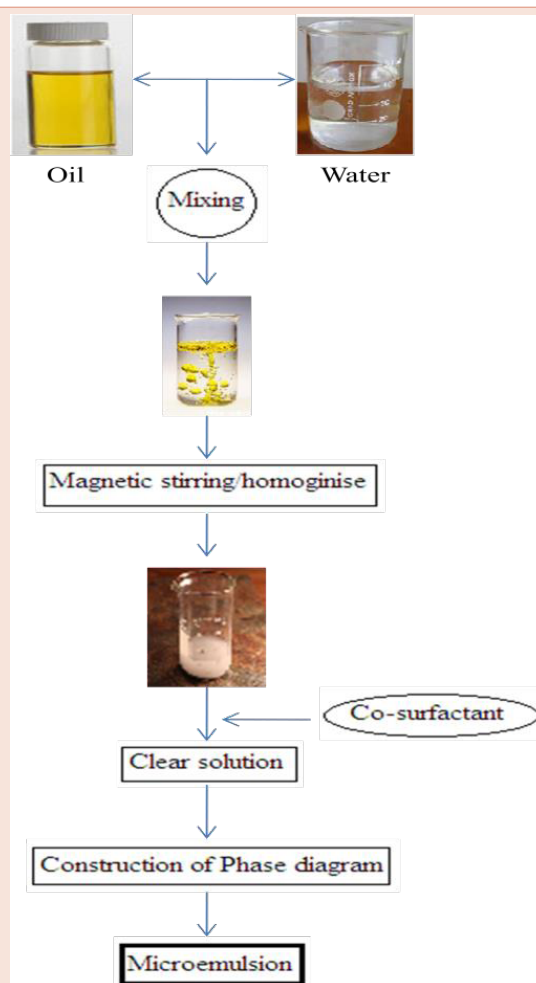 Oil
Water
Mixing
Magnetic stirring/homoginise
Co-surfactant
Clear solution
Construction of Phase diagram
Microemulsion